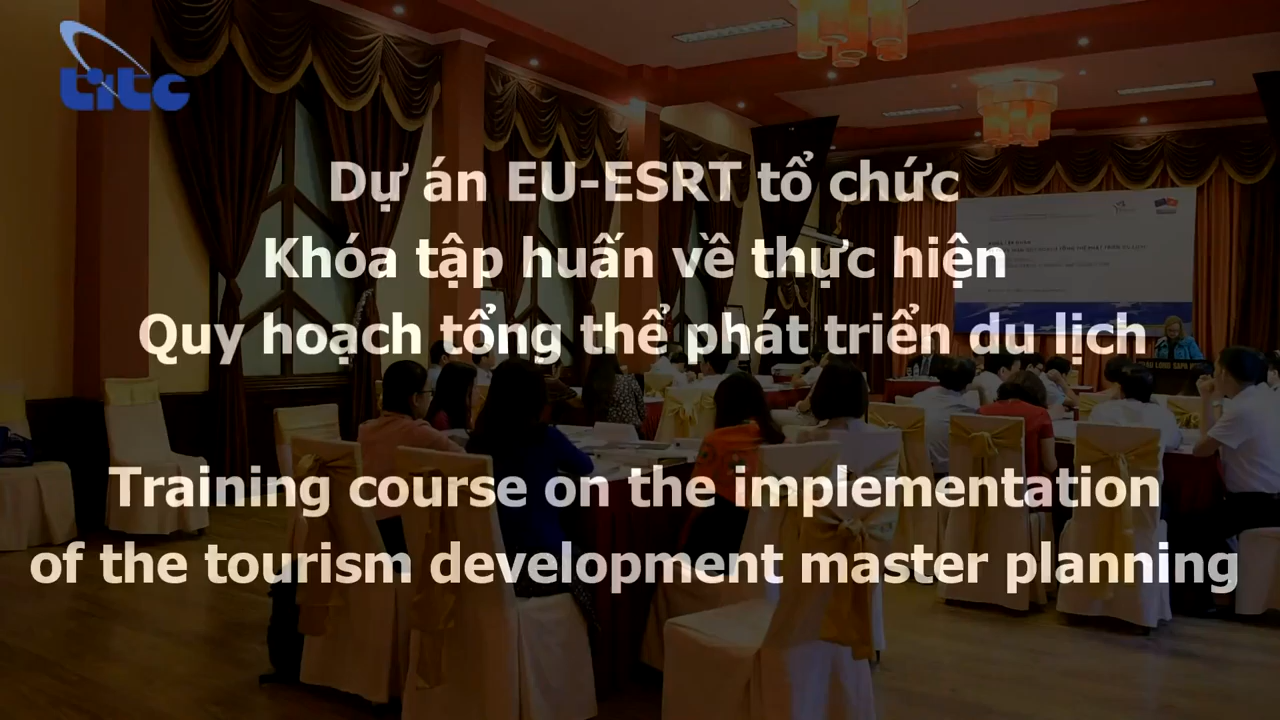 titc
Dự án EU-ESRT tổ chức
Khóa tập huấn về thực hiện
Quy hoạch tổng thể phát triển du lịch
Training course on the implementation
of the tourism development master planning